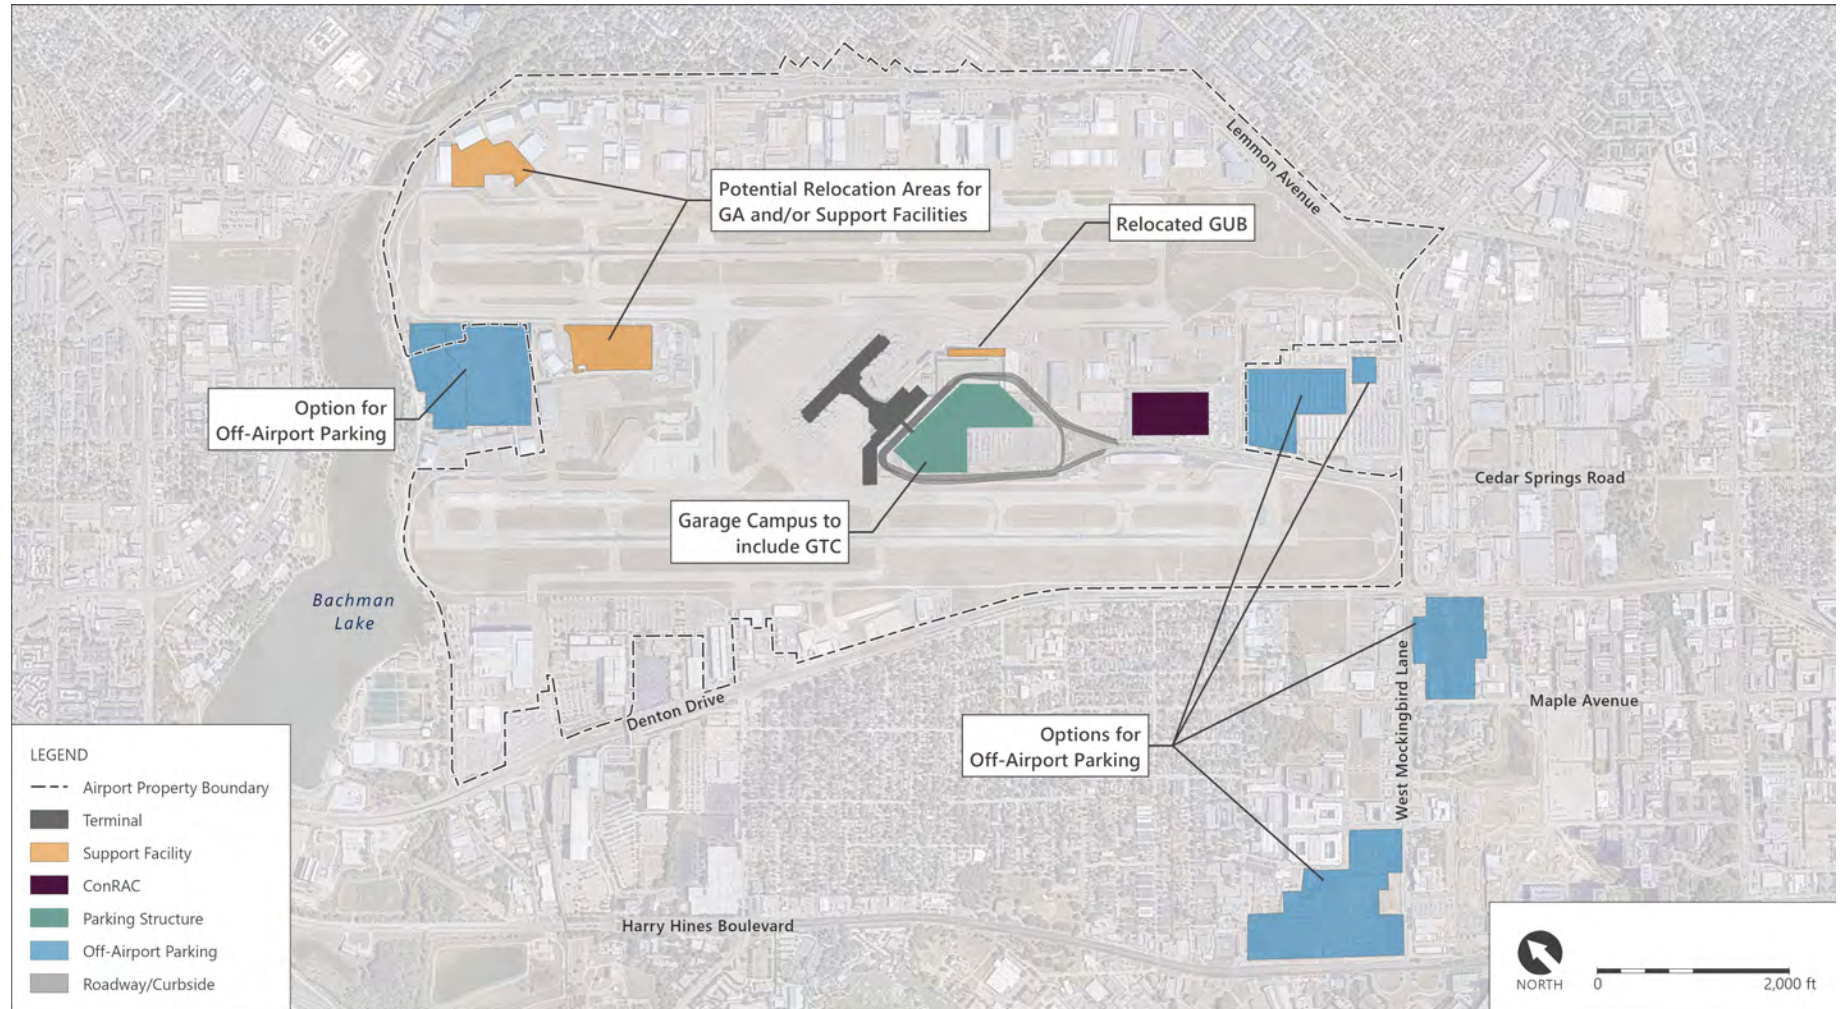 Lemmon Avenue
Potential Relocation Areas for
GA and/or Support Facilities
Relocated GUB
Option for
Off-Airport Parking
Cedar Springs Road
Garage Campus to
include GTC
Bachman
Lake
West Mockingbird Lane
Denton Drive
Maple Avenue
Options for
Off-Airport Parking
Harry Hines Boulevard
LEGEND
Airport Property Boundary
Terminal
Support Facility
ConRAC
Parking Structure
Off-Airport Parking
Roadway/Curbside
NORTH
0
2,000 ft